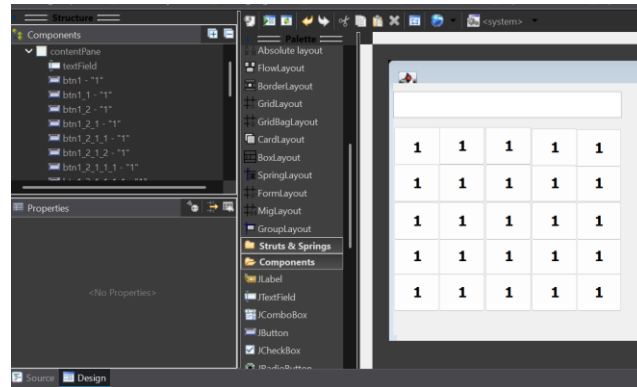 Structure
Components
contentPane
textField
btn1 - "1"
btn1_1 - "1"
btn1_2 - "1"
btn1_2_1 - "1"
btn1_2_1_1 - "1"
btn1_2_1_2 - "1"
btn1_2_1_1_1 - "1"
Properties
<No Properties>
Source
Design
Palette
Absolute layout
FlowLayout
BorderLayout
GridLayout
GridBagLayout
CardLayout
BoxLayout
SpringLayout
FormLayout
MigLayout
GroupLayout
Struts & Springs
Components
JLabel
JTextField
JComboBox
JButton
JCheckBox
JRadioButton
<system>
1 1 1 1 1
1 1 1 1 1
1 1 1 1 1
1 1 1 1 1
1 1 1 1 1